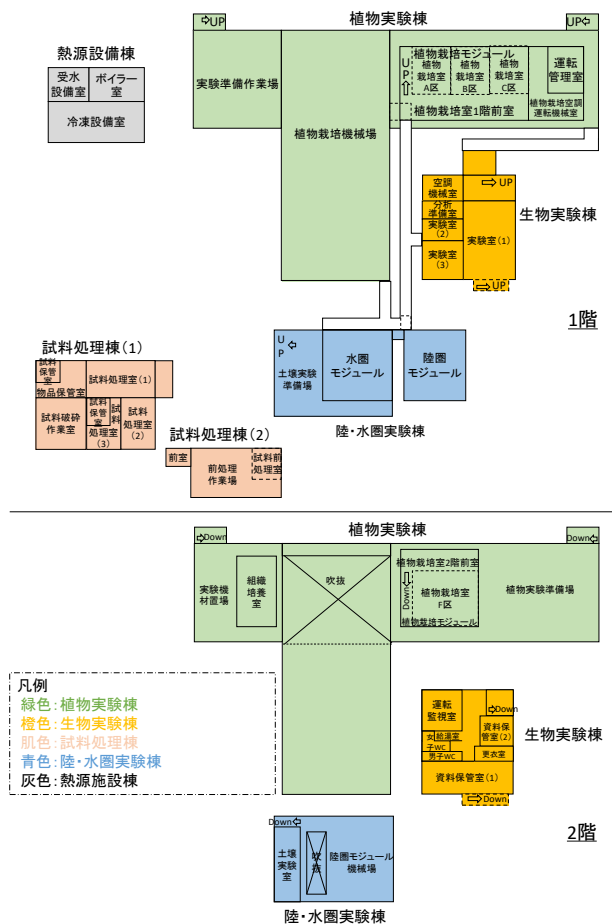 植物実験棟
UP
UP
熱源設備棟
受水
設備室
ボイラー
室
冷凍設備室
実験準備作業場
植物栽培機械場
植物栽培モジュール
UP
植物
栽培室
A区
植物
栽培室
B区
植物
栽培室
C区
運転
管理室
植物栽培室1階前室
植物栽培空調
運転機械室
空調
機械室
UP
分析
準備室
実験室
(2)
実験室(1)
実験室
(3)
UP
生物実験棟
1階
UP
土壌実験
準備場
水圏
モジュール
陸圏
モジュール
陸・水圏実験棟
試料処理棟(1)
試料
保管
室
物品保管室
試料処理室(1)
試料破砕
作業室
試料
保管
室
試料
処理室
(3)
試料
処理室
(2)
試料処理棟(2)
前室
前処理
作業場
試料前
処理室
植物実験棟
Down
Down
実験機
材置場
組織
培養
室
吹抜
植物栽培室2階前室
Down
植物栽培室
F区
植物栽培モジュール
植物実験準備場
凡例
緑色:植物実験棟
橙色:生物実験棟
肌色:試料処理棟
青色:陸・水圏実験棟
灰色:熱源施設棟
運転
監視室
Down
資料保
管室(2)
女
子WC
給湯室
男子WC
更衣室
資料保管室(1)
Down
生物実験棟
2階
Down
土壌
実験
室
吹抜
陸圏モジュール
機械場
陸・水圏実験棟